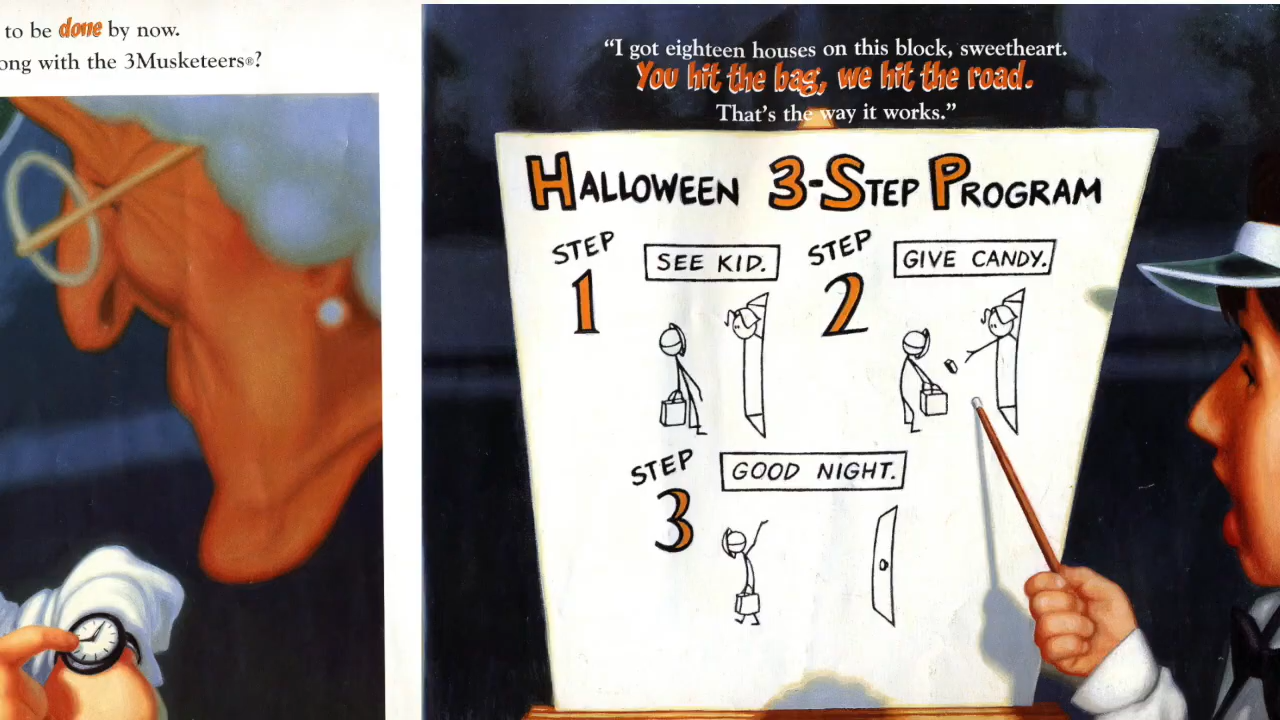 to be done by now.
ong with the 3Musketeers®?
“I got eighteen houses on this block, sweetheart.
You hit the bag, we hit the road.
That's the way it works.”
HALLOWEEN 3-STEP PROGRAM
STEP 1
SEE KID.
STEP 2
GIVE CANDY.
STEP 3
GOOD NIGHT.